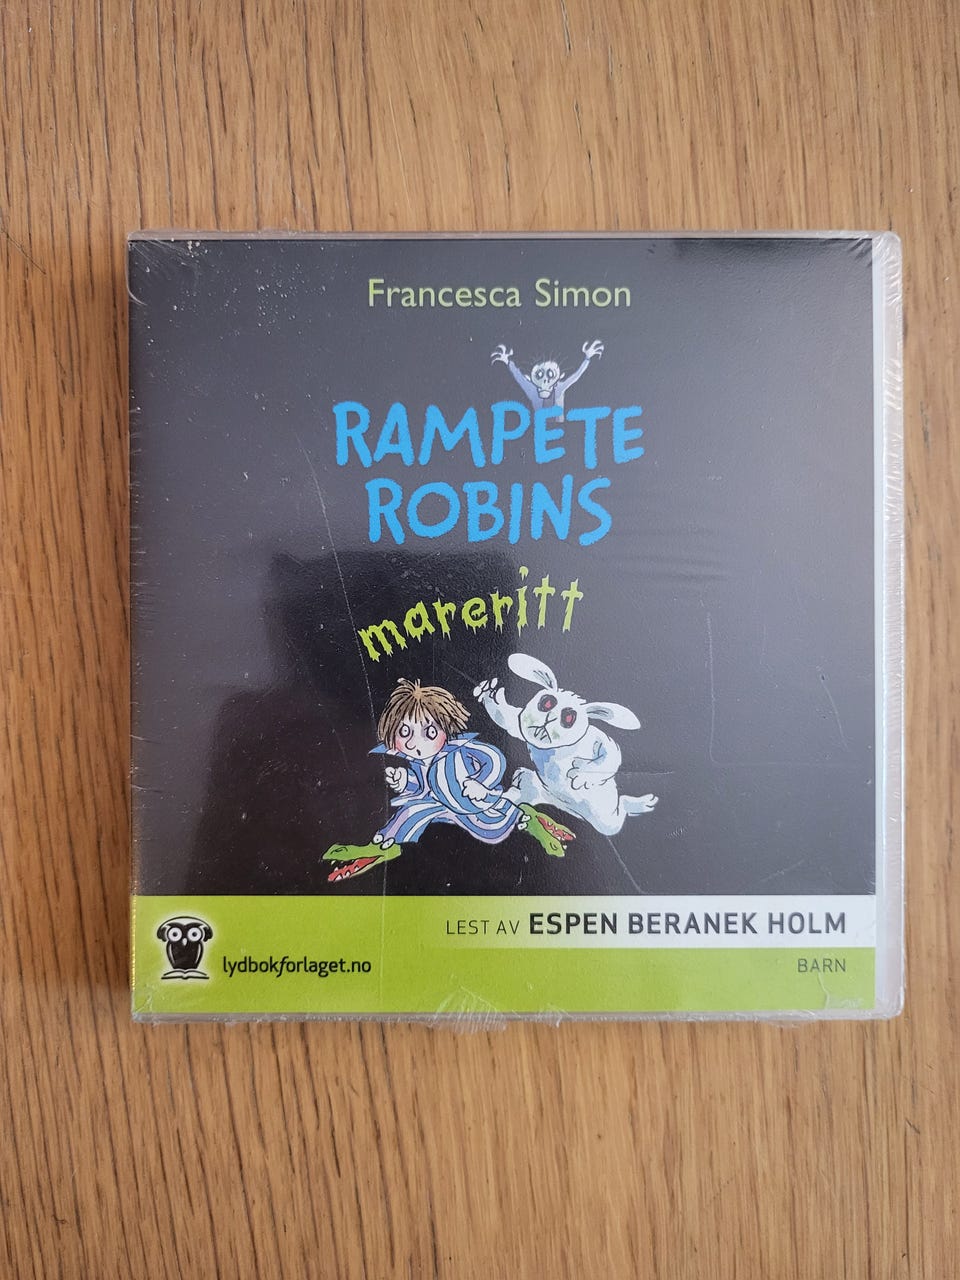 Francesca Simon
RAMPETE
ROBINS
mareritt
LEST AV ESPEN BERANEK HOLM
lydbokforlaget.no
BARN